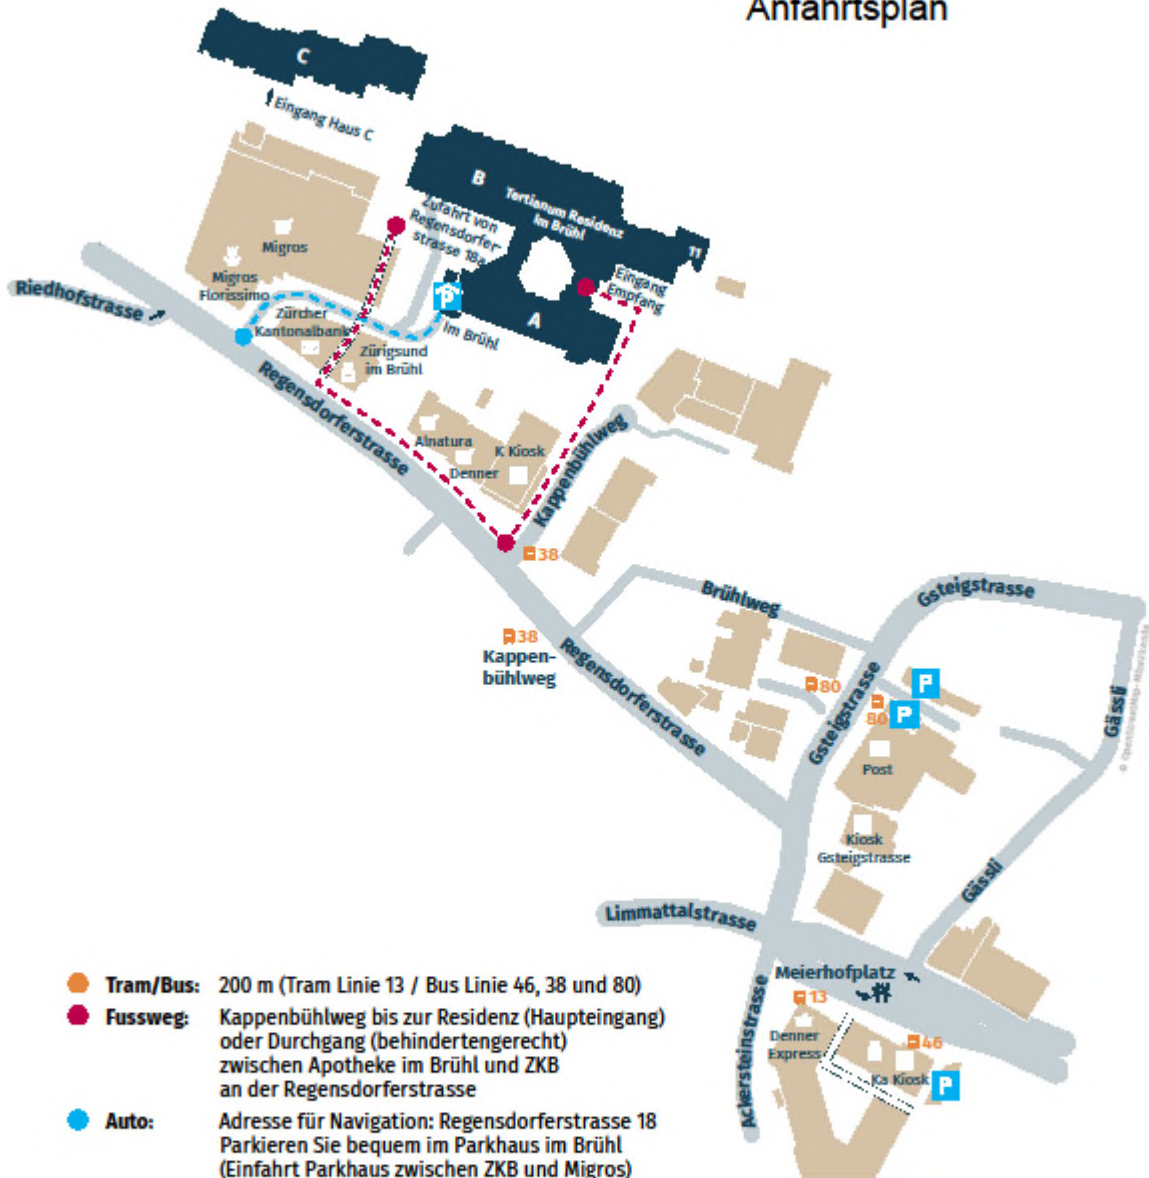 Anfahrtsplan
C
Eingang Haus C
B
Tertianum Residenz
Im Brühl
Zufahrt von
Regensdorfer-
strasse 18a
11
Eingang
Empfang
Migros
Migros
Florissimo
Riedhofstrasse
Zürcher
Kantonalbank
P
A
Im Brühl
Zürigsund
im Brühl
Regensdorferstrasse
Alnatura
Denner
K Kiosk
Kappenbühlweg
38
38
Kappen-
bühlweg
Brühlweg
Gsteigstrasse
Regensdorferstrasse
80
Gsteigstrasse
80
P
P
Gässli
© OpenStreetMap-Mitwirkende
Post
Kiosk
Gsteigstrasse
Gässli
Limmattalstrasse
Meierhofplatz
13
Denner
Express
46
Ka Kiosk
P
Ackersteinstrasse
Tram/Bus: 200 m (Tram Linie 13 / Bus Linie 46, 38 und 80)
Fussweg: Kappenbühlweg bis zur Residenz (Haupteingang)
oder Durchgang (behindertengerecht)
zwischen Apotheke im Brühl und ZKB
an der Regensdorferstrasse
Auto: Adresse für Navigation: Regensdorferstrasse 18
Parkieren Sie bequem im Parkhaus im Brühl
(Einfahrt Parkhaus zwischen ZKB und Migros)